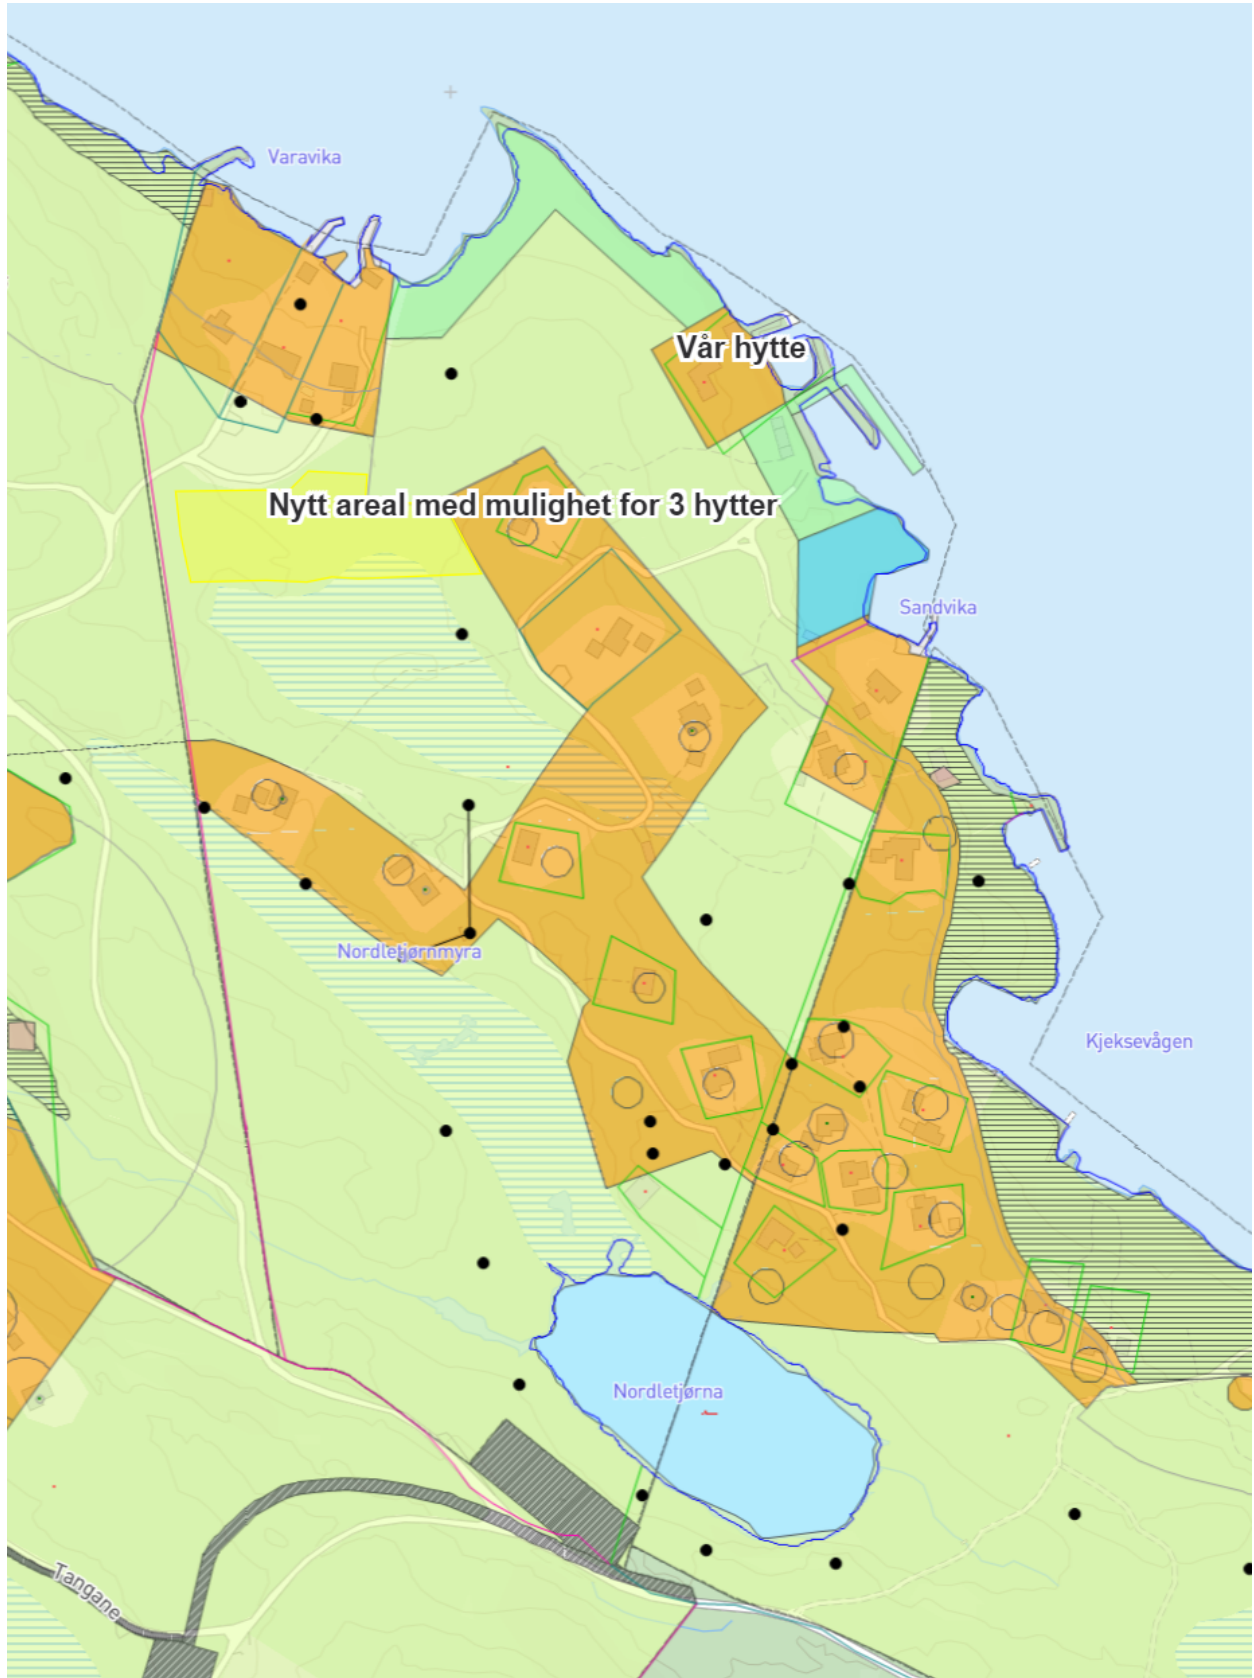 Varavika
Vår hytte
Nytt areal med mulighet for 3 hytter
Sandvika
Nordletjørnmyra
Kjeksevågen
Nordletjørna
Tangane